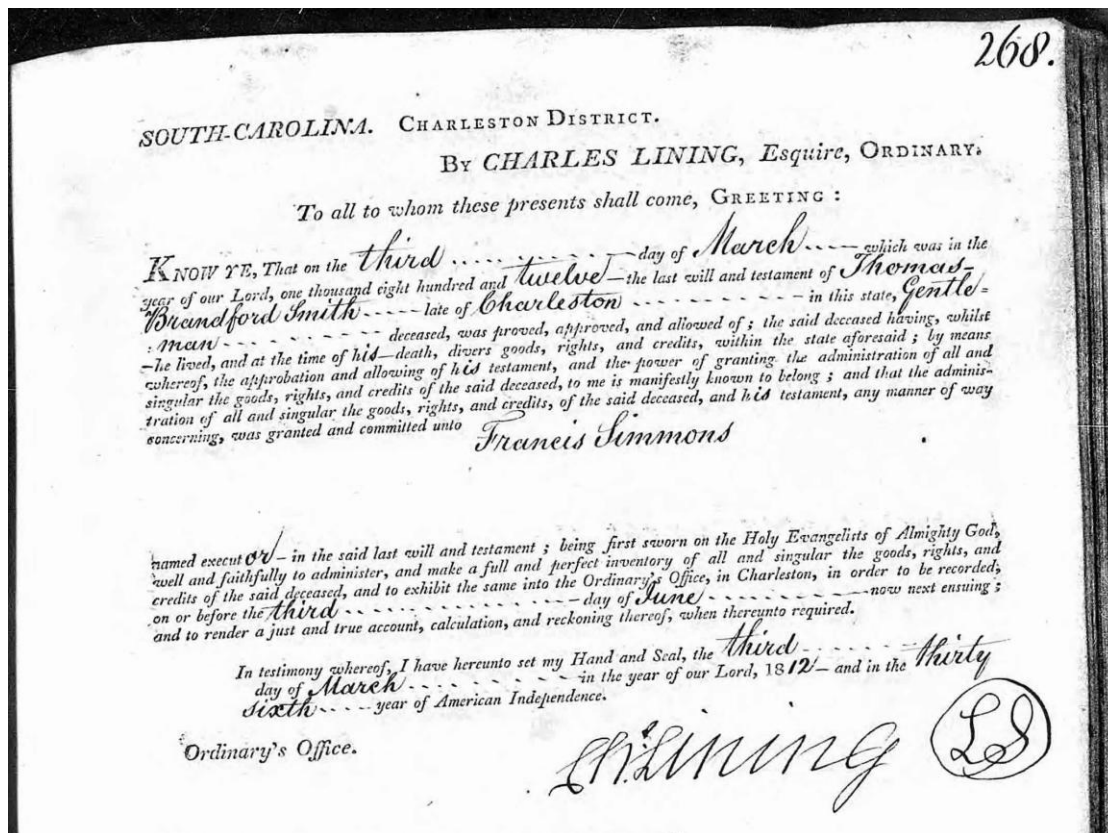 268.
SOUTH-CAROLINA. CHARLESTON DISTRICT.
BY CHARLES LINING, Esquire, ORDINARY.
To all to whom these presents shall come, GREETING :
KNOW YE, That on the third day of March which was in the
year of our Lord, one thousand eight hundred and twelve – the last will and testament of Thomas-
Brandford Smith late of Charleston in this state, Gentle=
:man deceased, was proved, approved, and allowed of ; the said deceased having, whilst
–he lived, and at the time of his–death, divers goods, rights, and credits, within the state aforesaid ; by means
whereof, the approbation and allowing of his testament, and the power of granting the administration of all and
singular the goods, rights, and credits of the said deceased, to me is manifestly known to belong ; and that the adminis-
tration of all and singular the goods, rights, and credits, of the said deceased, and his testament, any manner of way
concerning, was granted and committed unto Francis Simmons
named executor – in the said last will and testament ; being first sworn on the Holy Evangelists of Almighty God,
well and faithfully to administer, and make a full and perfect inventory of all and singular the goods, rights, and
credits of the said deceased, and to exhibit the same into the Ordinary's Office, in Charleston, in order to be recorded,
on or before the third day of June now next ensuing ;
and to render a just and true account, calculation, and reckoning thereof, when thereunto required.
In testimony whereof, I have hereunto set my Hand and Seal, the third
day of March in the year of our Lord, 1812 – and in the thirty
sixth year of American Independence.
Ordinary's Office. Chs. Lining LS